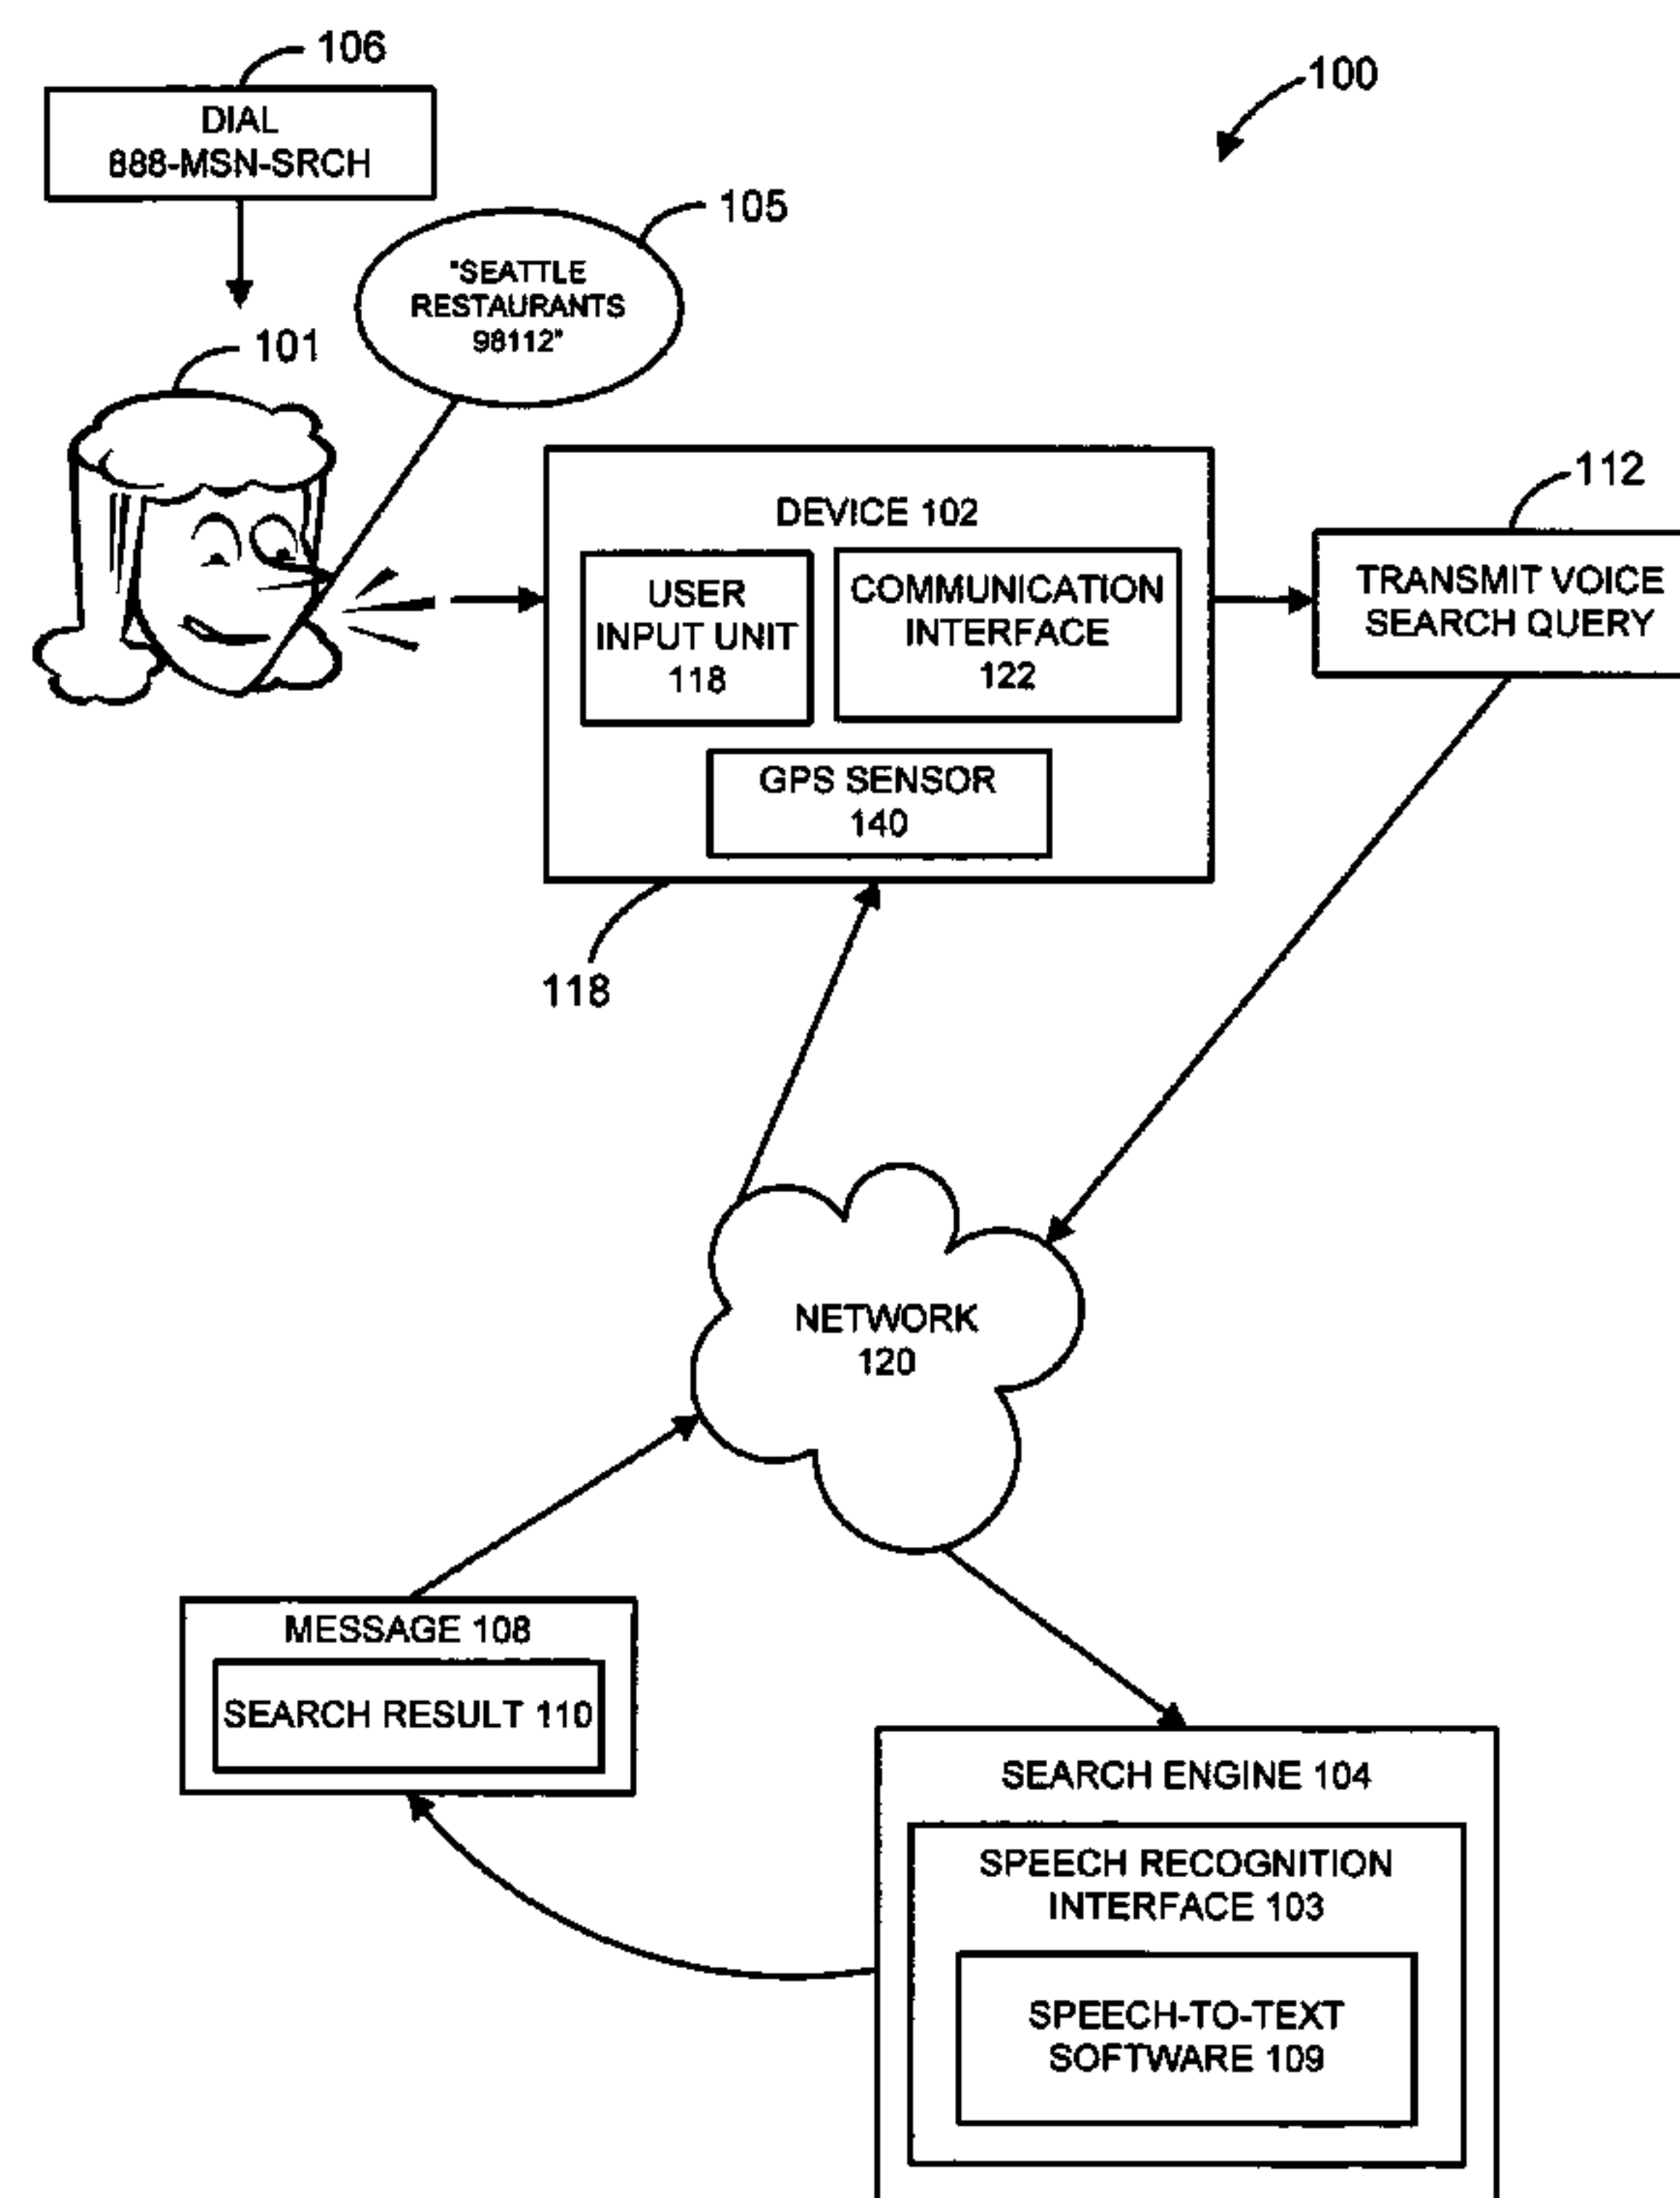 106
100
DIAL
888-MSN-SRCH
105
"SEATTLE
RESTAURANTS
98112"
101
112
DEVICE 102
USER
INPUT UNIT
118
COMMUNICATION
INTERFACE
122
TRANSMIT VOICE
SEARCH QUERY
GPS SENSOR
140
118
NETWORK
120
MESSAGE 108
SEARCH RESULT 110
SEARCH ENGINE 104
SPEECH RECOGNITION
INTERFACE 103
SPEECH-TO-TEXT
SOFTWARE 109